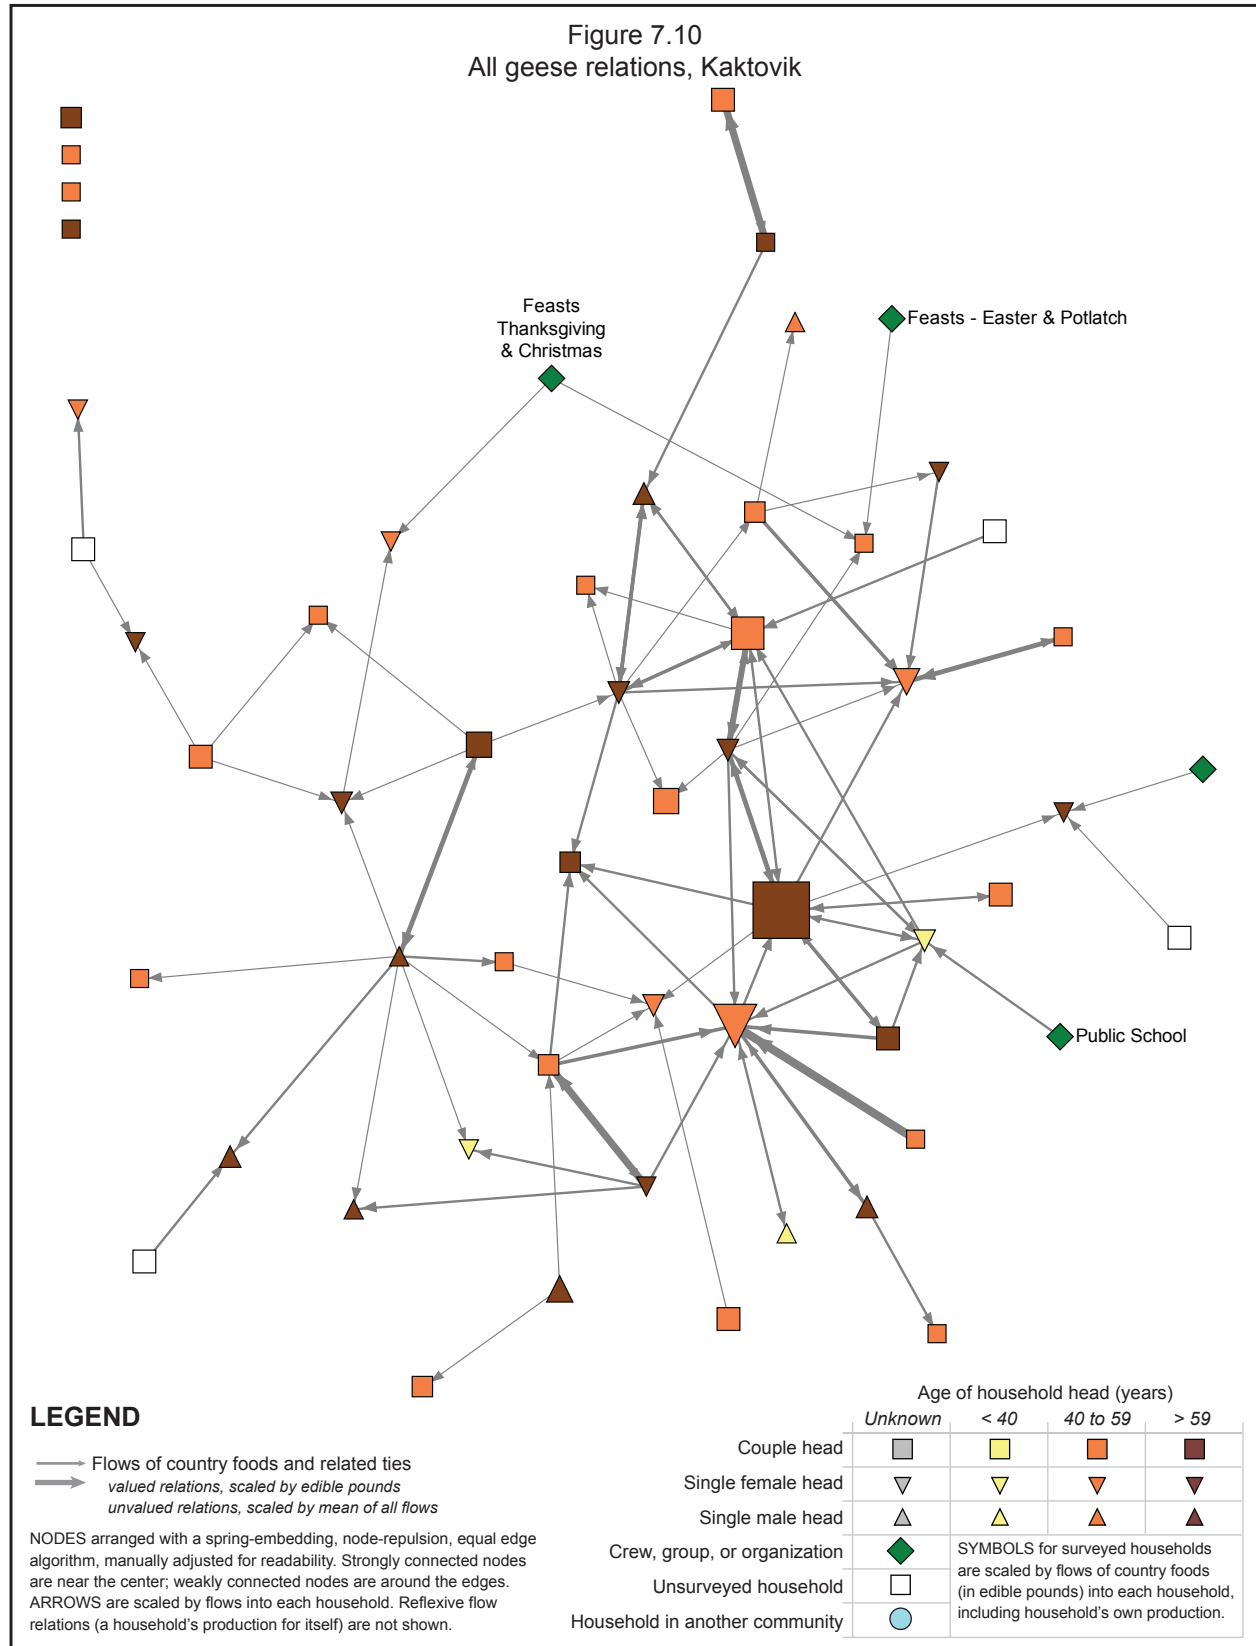 Figure 7.10
All geese relations, Kaktovik
Feasts
Thanksgiving
& Christmas
Feasts - Easter & Potlatch
Public School
LEGEND
Flows of country foods and related ties
valued relations, scaled by edible pounds
unvalued relations, scaled by mean of all flows
NODES arranged with a spring-embedding, node-repulsion, equal edge
algorithm, manually adjusted for readability. Strongly connected nodes
are near the center; weakly connected nodes are around the edges.
ARROWS are scaled by flows into each household. Reflexive flow
relations (a household's production for itself) are not shown.
Age of household head (years)
Unknown < 40 40 to 59 > 59
Couple head
Single female head
Single male head
Crew, group, or organization
Unsurveyed household
Household in another community
SYMBOLS for surveyed households
are scaled by flows of country foods
(in edible pounds) into each household,
including household's own production.